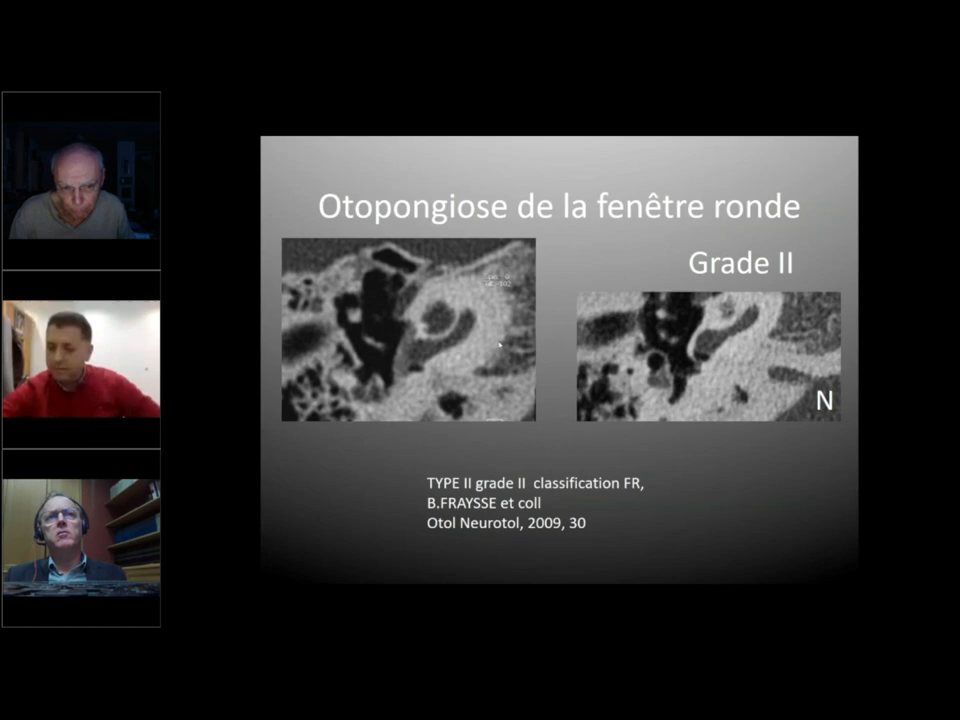 Otopongiose de la fenêtre ronde
Grade II
N
TYPE II grade II classification FR,
B.FRAYSSE et coll
Otol Neurotol, 2009, 30